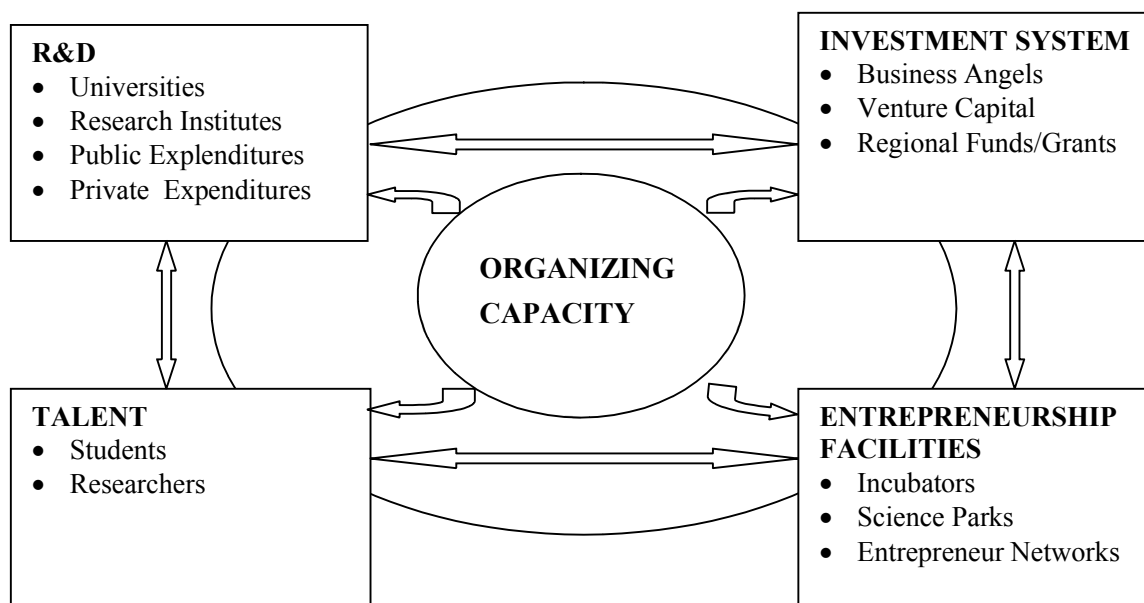 R&D
• Universities
• Research Institutes
• Public Explenditures
• Private Expenditures
INVESTMENT SYSTEM
• Business Angels
• Venture Capital
• Regional Funds/Grants
ORGANIZING
CAPACITY
TALENT
• Students
• Researchers
ENTREPRENEURSHIP
FACILITIES
• Incubators
• Science Parks
• Entrepreneur Networks